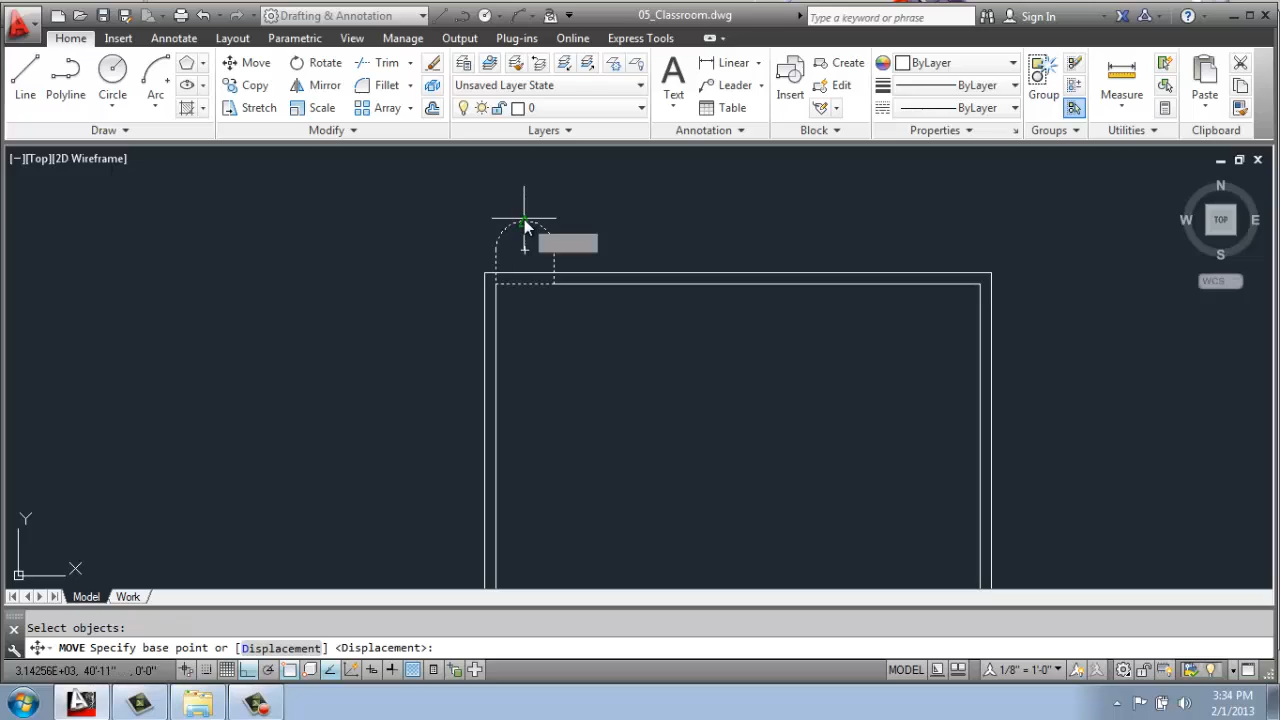 Drafting & Annotation 05_Classroom.dwg Type a keyword or phrase Sign In
Home Insert Annotate Layout Parametric View Manage Output Plug-ins Online Express Tools
Move Rotate Trim Linear Create ByLayer
Line Polyline Circle Arc Copy Mirror Fillet Unsaved Layer State Text Leader Insert Edit ByLayer Group Measure Paste
Stretch Scale Array 0 Table ByLayer
Draw Modify Layers Annotation Block Properties Groups Utilities Clipboard
[−][Top][2D Wireframe]
N
W TOP E
S
WCS
Y
X
Model Work
Select objects:
MOVE Specify base point or [Displacement] <Displacement>:
3.14256E+03, 40'-11" , 0'-0" MODEL 1/8" = 1'-0"
3:34 PM
2/1/2013